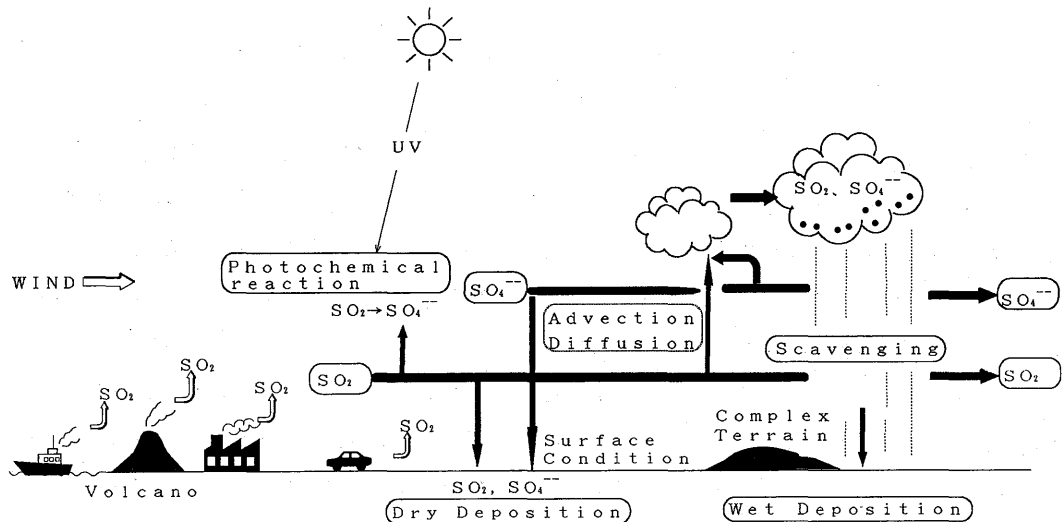 UV
SO₂、SO₄⁻⁻
WIND
Photochemical
reaction
SO₂→SO₄⁻⁻
SO₄⁻⁻
Advection
Diffusion
SO₄⁻⁻
Scavenging
SO₂
SO₂
SO₂
SO₂
SO₂
SO₂
Complex
Terrain
Surface
Condition
Volcano
SO₂, SO₄⁻⁻
Dry Deposition
Wet Deposition